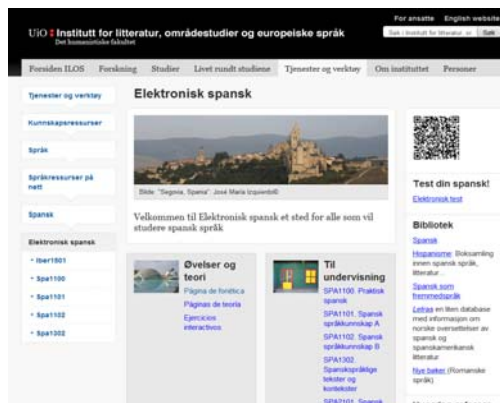 For ansatte English website
UiO Institutt for litteratur, områdestudier og europeiske språk
Det humanistiske fakultet
Søk
Forsiden ILOS Forskning Studier Livet rundt studiene Tjenester og verktøy Om instituttet Personer
Tjenester og verktøy
Kunnskapsressurser
Språk
Språkressurser på
nett
Spansk
Elektronisk spansk
Iber1501
Spa1100
Spa1101
Spa1102
Spa1302
Elektronisk spansk
Bilde: "Segovia, Spania": José María Izquierdo©
Velkommen til Elektronisk spansk et sted for alle som vil
studere spansk språk
Øvelser og
teori
Página de fonética
Páginas de teoría
Ejercicios
interactivos
Til
undervisning
SPA1100. Praktisk
spansk
SPA1101. Spansk
språkkunnskap A
SPA1102. Spansk
språkkunnskap B
SPA1302.
Spanskspråklige
tekster og
kontekster
SPA2101. Spansk
Test din spansk!
Elektronisk test
Bibliotek
Spansk
Hispanisme: Boksamling
innen spansk språk,
litteratur...
Spansk som
fremmedspråk
Letras en liten database
med informasjon om
norske oversettelser av
spansk og
spanskamerikansk
litteratur
Nye bøker (Romanske
språk)